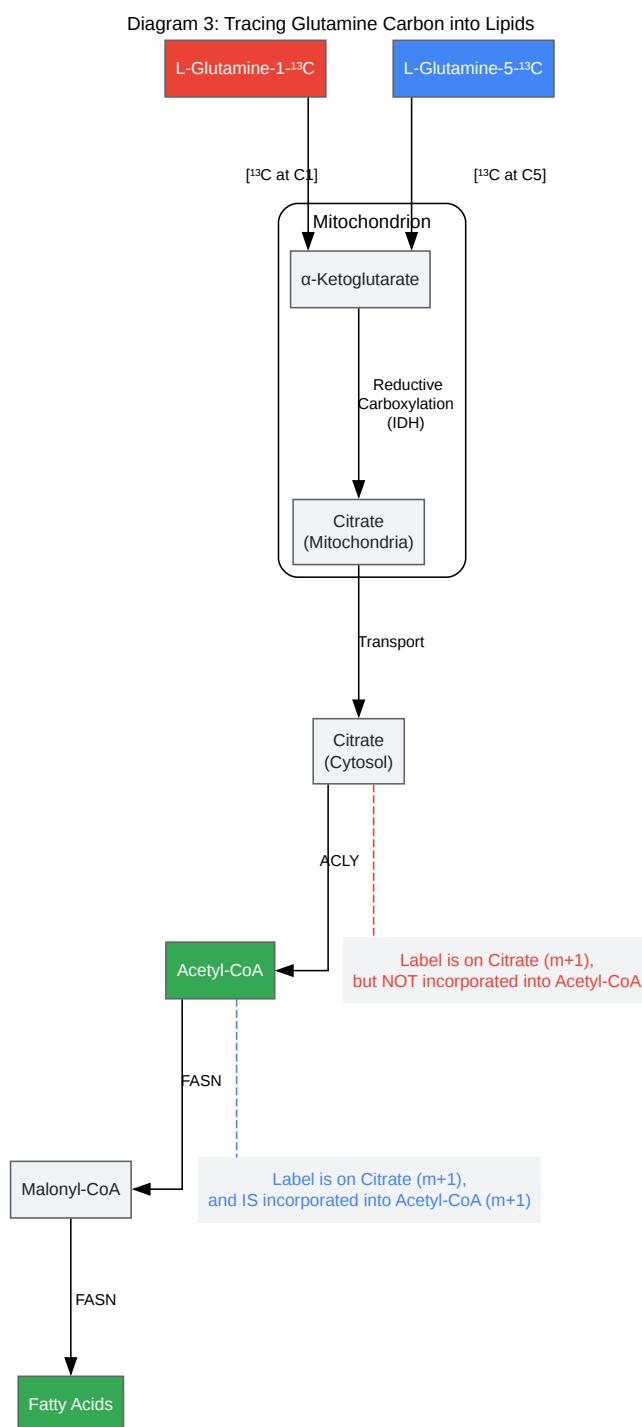 Diagram 3: Tracing Glutamine Carbon into Lipids
L-Glutamine-1-¹³C
L-Glutamine-5-¹³C
[¹³C at C1]
[¹³C at C5]
Mitochondrion
α-Ketoglutarate
Reductive
Carboxylation
(IDH)
Citrate
(Mitochondria)
Transport
Citrate
(Cytosol)
ACLY
Label is on Citrate (m+1),
but NOT incorporated into Acetyl-CoA
Acetyl-CoA
FASN
Label is on Citrate (m+1),
and IS incorporated into Acetyl-CoA (m+1)
Malonyl-CoA
FASN
Fatty Acids